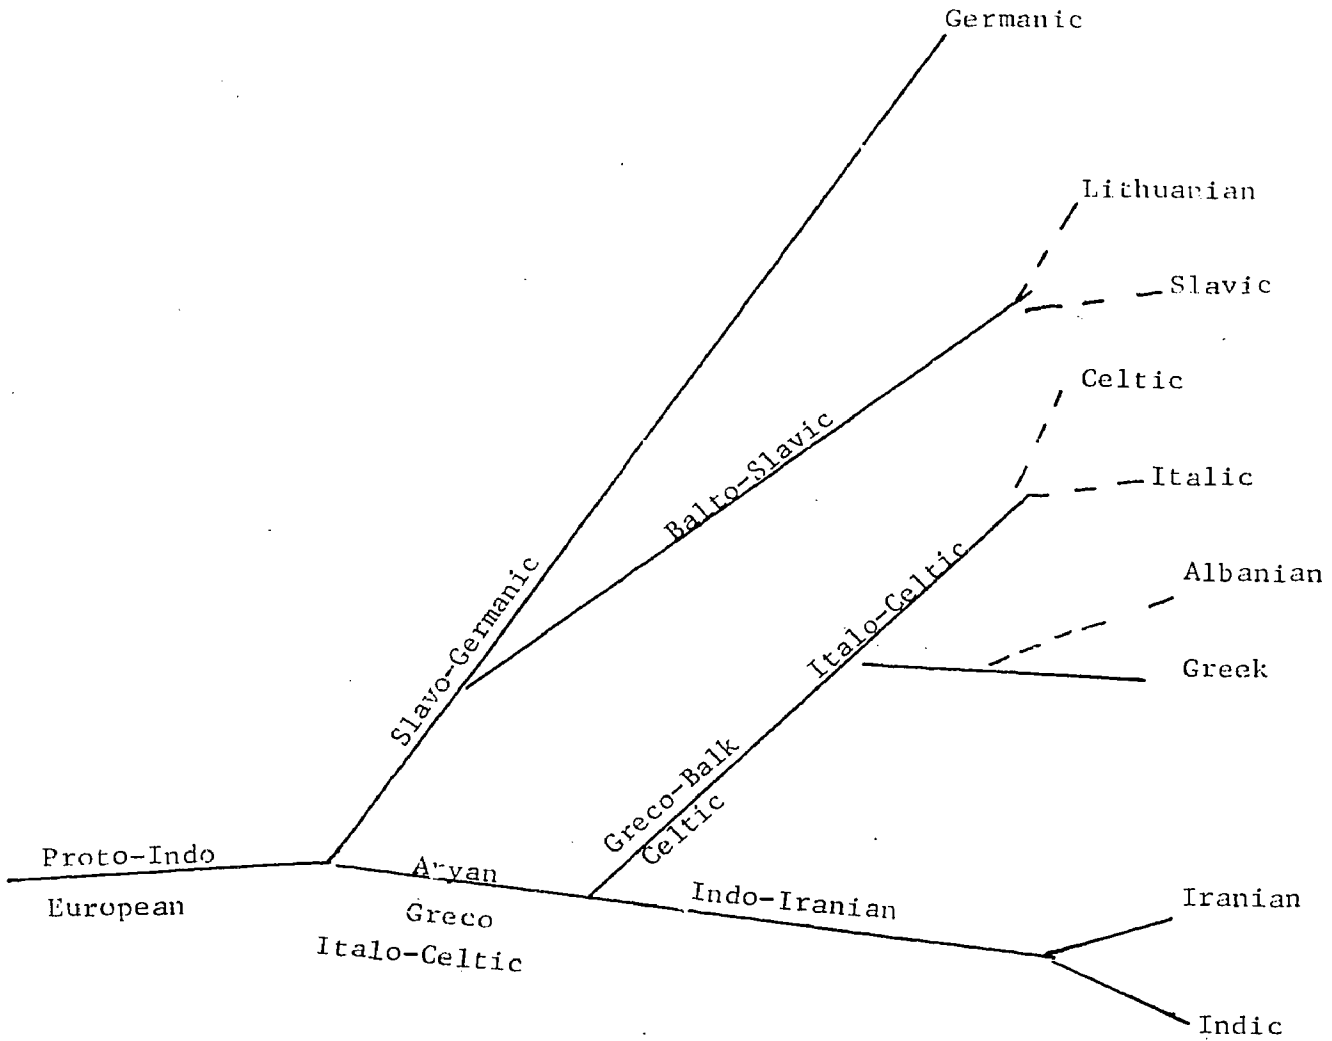 Germanic
Lithuanian
Slavic
Celtic
Italic
Albanian
Greek
Balto-Slavic
Italo-Celtic
Slavo-Germanic
Greco-Balk
Celtic
Proto-Indo
European
Aryan
Greco
Italo-Celtic
Indo-Iranian
Iranian
Indic